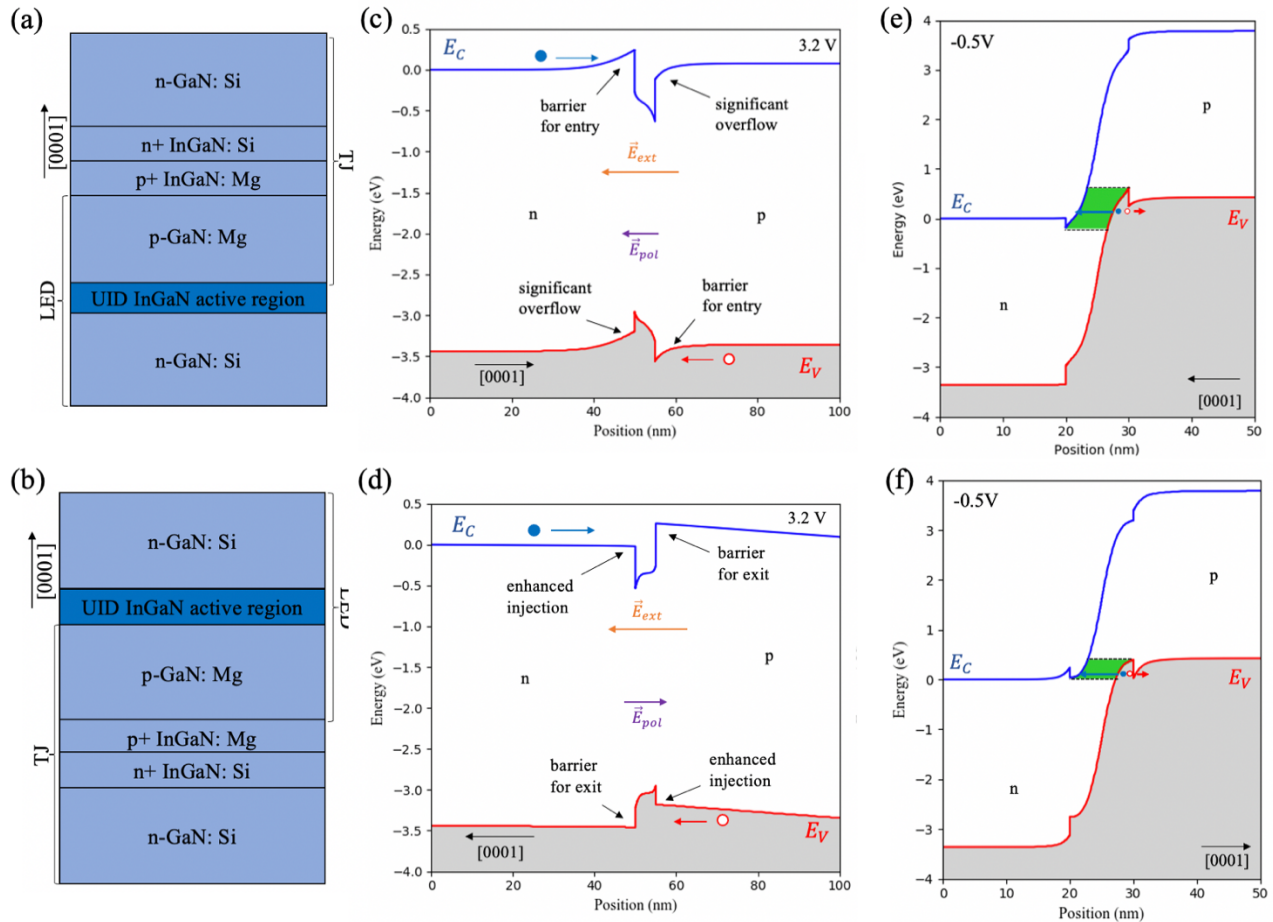 (a)
n-GaN: Si
n+ InGaN: Si
p+ InGaN: Mg
p-GaN: Mg
UID InGaN active region
n-GaN: Si
[0001]
TJ
LED
(b)
n-GaN: Si
UID InGaN active region
p-GaN: Mg
p+ InGaN: Mg
n+ InGaN: Si
n-GaN: Si
[0001]
TJ
(c)
0.5
0.0
−0.5
−1.0
−1.5
−2.0
−2.5
−3.0
−3.5
−4.0
Energy (eV)
E_C
3.2 V
barrier
for entry
significant
overflow
E_ext
n
p
E_pol
significant
overflow
barrier
for entry
[0001]
E_V
0 20 40 60 80 100
Position (nm)
(d)
0.5
0.0
−0.5
−1.0
−1.5
−2.0
−2.5
−3.0
−3.5
−4.0
Energy (eV)
E_C
3.2 V
enhanced
injection
barrier
for exit
E_ext
n
p
E_pol
barrier
for exit
enhanced
injection
[0001]
E_V
0 20 40 60 80 100
Position (nm)
(e)
4
3
2
1
0
−1
−2
−3
−4
Energy (eV)
-0.5V
p
E_C
E_V
n
[0001]
0 10 20 30 40 50
Position (nm)
(f)
4
3
2
1
0
−1
−2
−3
−4
Energy (eV)
-0.5V
p
E_C
E_V
n
[0001]
0 10 20 30 40 50
Position (nm)